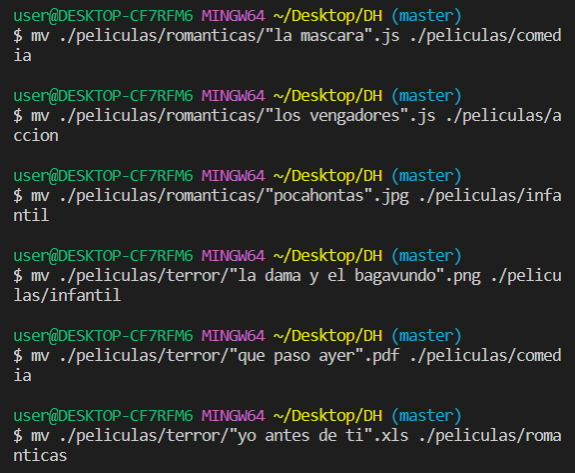 user@DESKTOP-CF7RFM6 MINGW64 ~/Desktop/DH (master)
$ mv ./peliculas/romanticas/"la mascara".js ./peliculas/comed
ia
user@DESKTOP-CF7RFM6 MINGW64 ~/Desktop/DH (master)
$ mv ./peliculas/romanticas/"los vengadores".js ./peliculas/a
ccion
user@DESKTOP-CF7RFM6 MINGW64 ~/Desktop/DH (master)
$ mv ./peliculas/romanticas/"pocahontas".jpg ./peliculas/infa
ntil
user@DESKTOP-CF7RFM6 MINGW64 ~/Desktop/DH (master)
$ mv ./peliculas/terror/"la dama y el bagavundo".png ./pelicu
las/infantil
user@DESKTOP-CF7RFM6 MINGW64 ~/Desktop/DH (master)
$ mv ./peliculas/terror/"que paso ayer".pdf ./peliculas/comed
ia
user@DESKTOP-CF7RFM6 MINGW64 ~/Desktop/DH (master)
$ mv ./peliculas/terror/"yo antes de ti".xls ./peliculas/roma
nticas